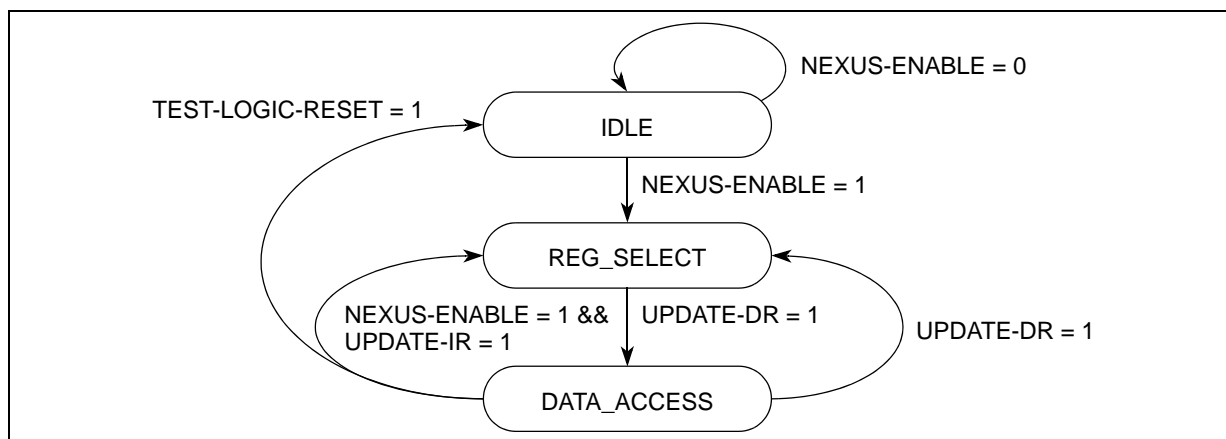 NEXUS-ENABLE = 0
TEST-LOGIC-RESET = 1
IDLE
NEXUS-ENABLE = 1
REG_SELECT
NEXUS-ENABLE = 1 &&
UPDATE-IR = 1
UPDATE-DR = 1
UPDATE-DR = 1
DATA_ACCESS